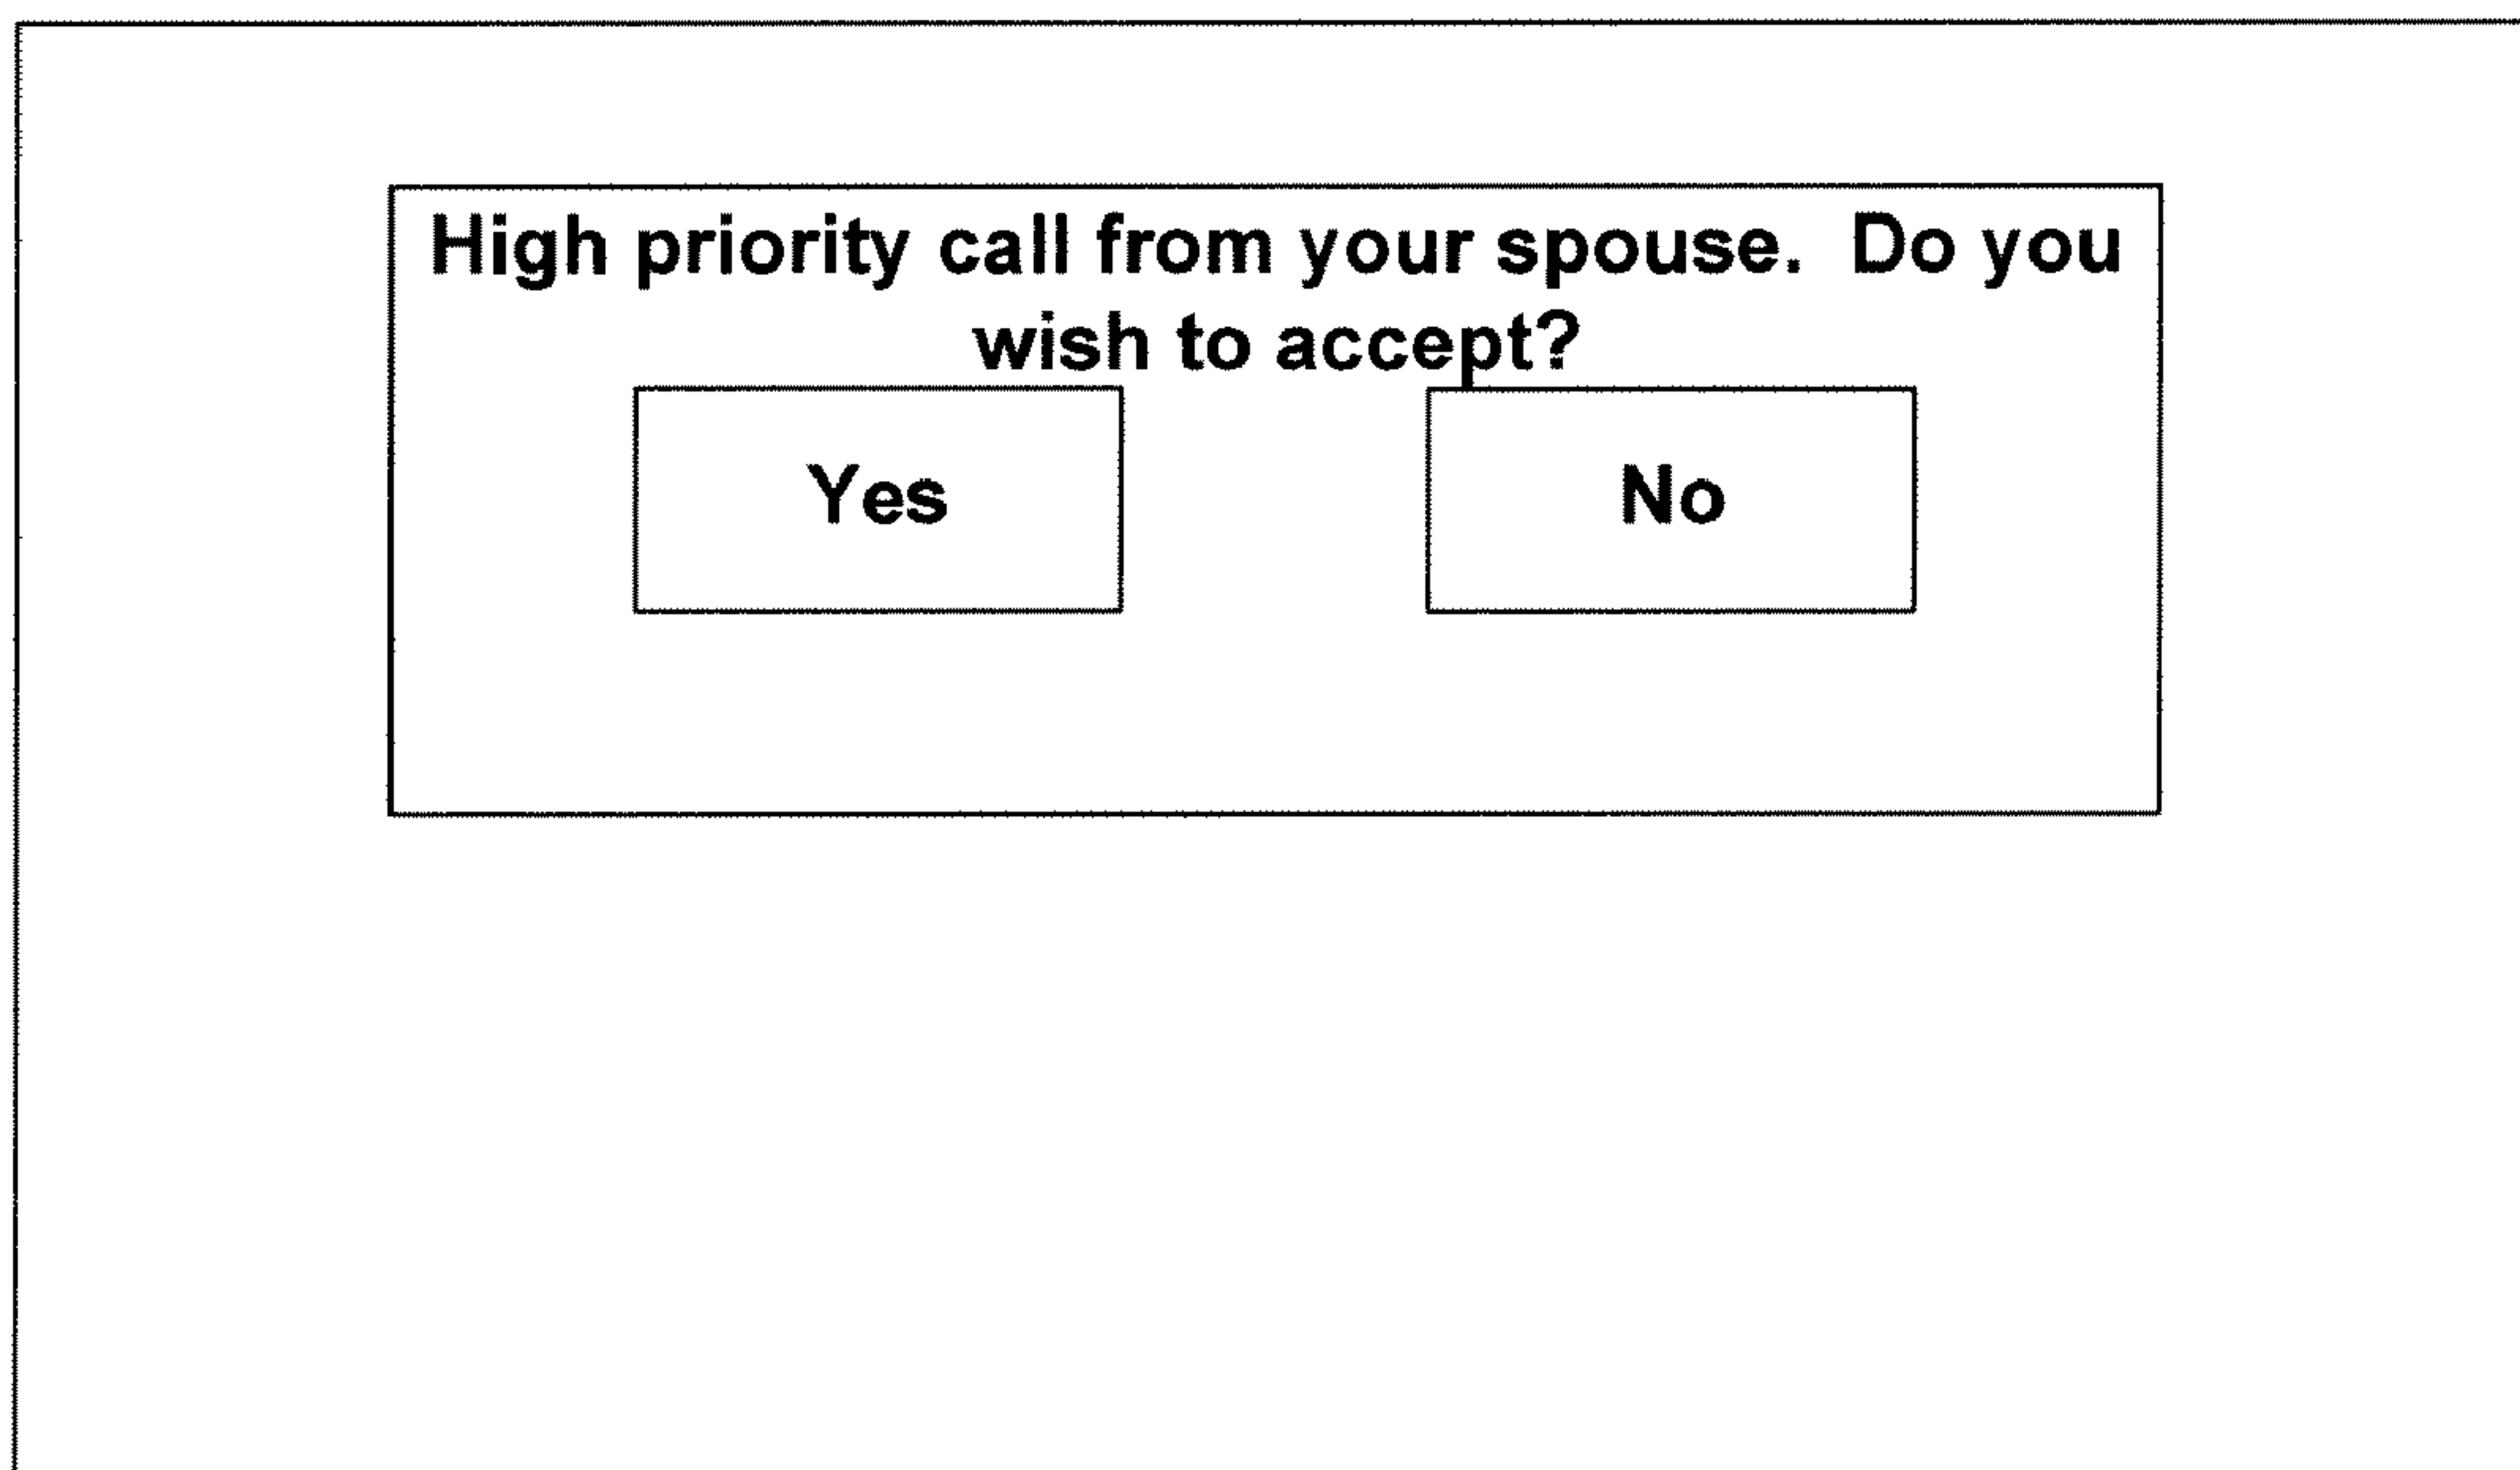 High priority call from your spouse.  Do you
wish to accept?
Yes
No